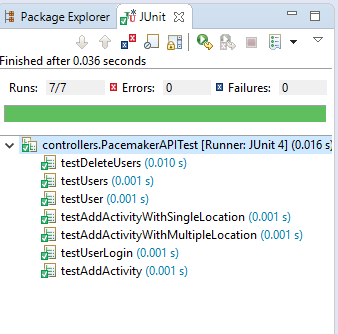 Package Explorer JUnit
Finished after 0.036 seconds
Runs: 7/7 Errors: 0 Failures: 0
controllers.PacemakerAPITest [Runner: JUnit 4] (0.016 s)
testDeleteUsers (0.010 s)
testUsers (0.001 s)
testUser (0.001 s)
testAddActivityWithSingleLocation (0.001 s)
testAddActivityWithMultipleLocation (0.001 s)
testUserLogin (0.001 s)
testAddActivity (0.001 s)